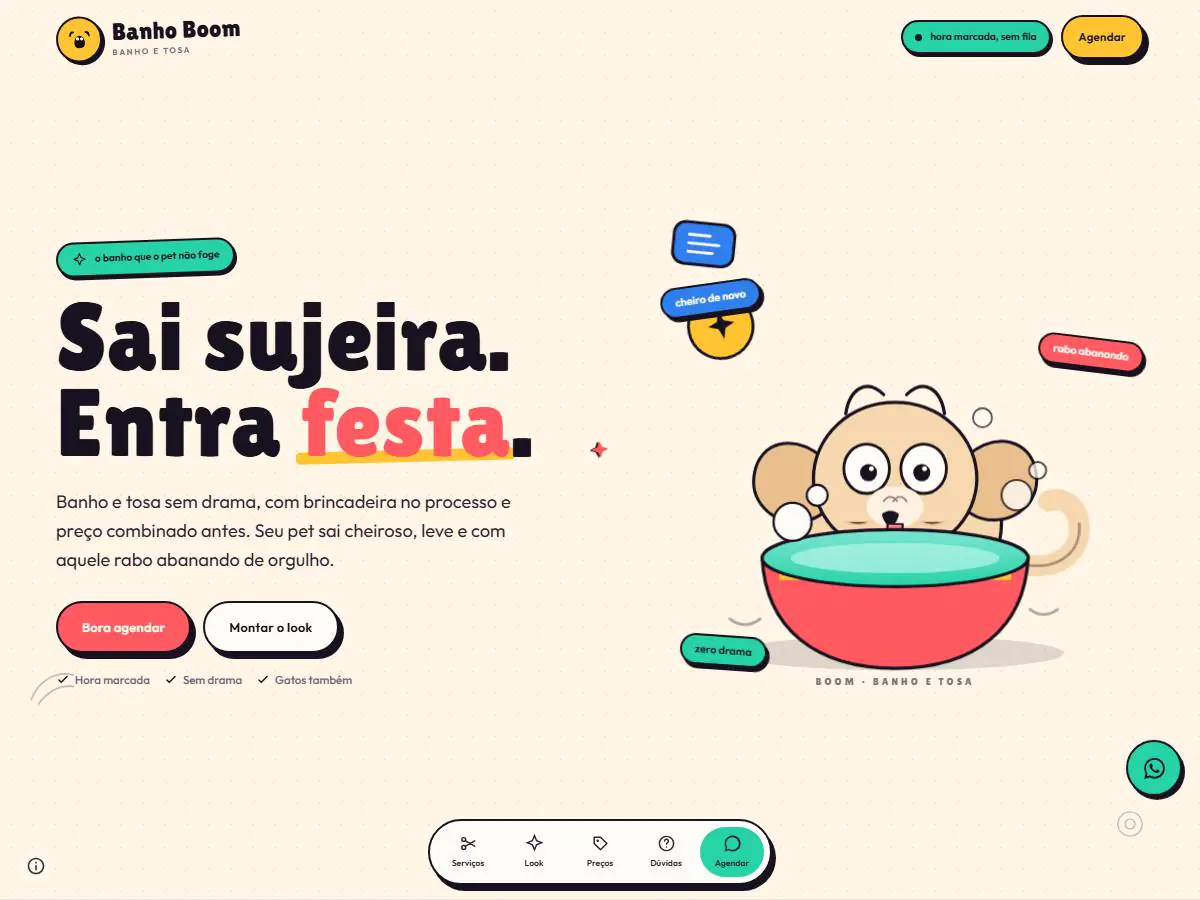 Banho Boom
BANHO E TOSA
hora marcada, sem fila
Agendar
o banho que o pet não foge
Sai sujeira.
Entra festa.
Banho e tosa sem drama, com brincadeira no processo e
preço combinado antes. Seu pet sai cheiroso, leve e com
aquele rabo abanando de orgulho.
Bora agendar
Montar o look
Hora marcada
Sem drama
Gatos também
cheiro de novo
rabo abanando
zero drama
BOOM · BANHO E TOSA
Serviços
Look
Preços
Dúvidas
Agendar